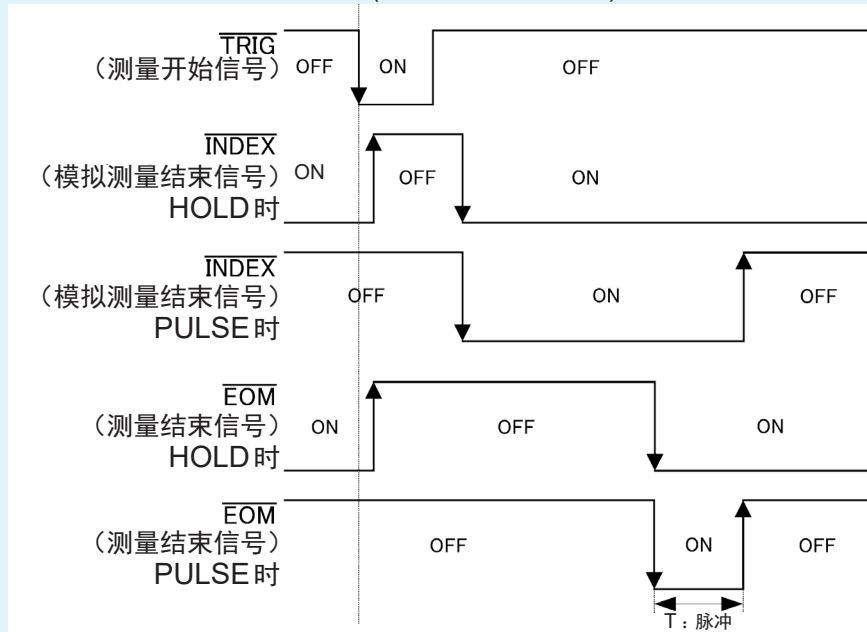 TRIG
（测量开始信号） OFF ON OFF
INDEX
（模拟测量结束信号） ON OFF ON
HOLD时
INDEX
（模拟测量结束信号） OFF ON OFF
PULSE时
EOM
（测量结束信号） ON OFF ON
HOLD时
EOM
（测量结束信号） OFF ON OFF
PULSE时
T：脉冲